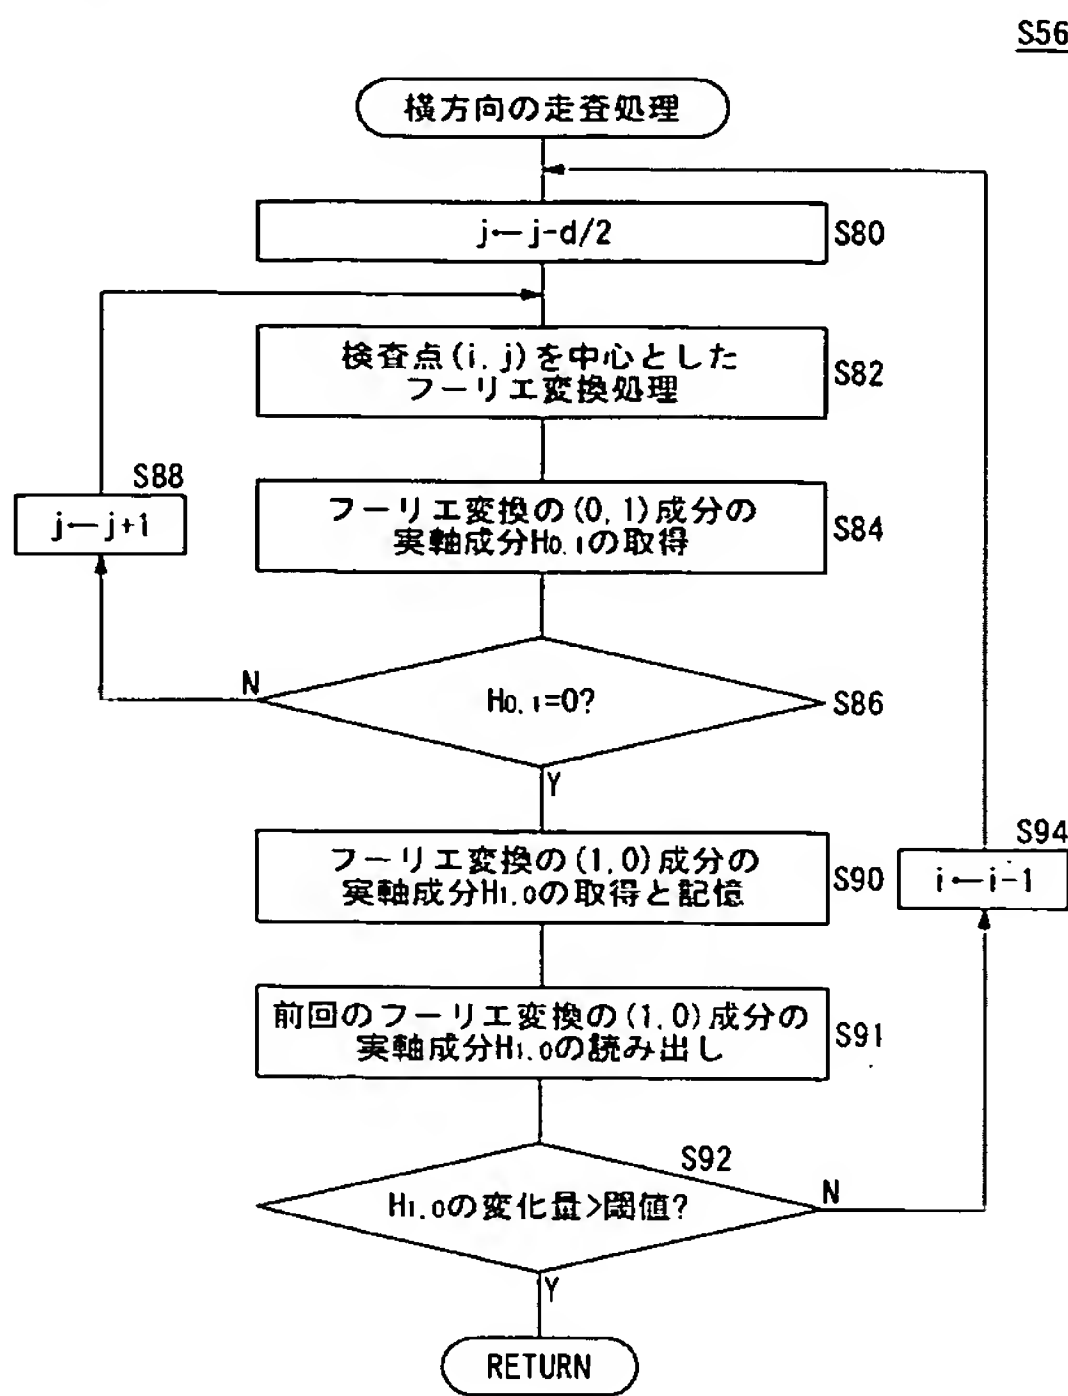 S56
横方向の走査処理
j←j-d/2
S80
検査点(i,j)を中心とした
フーリエ変換処理
S82
S88
j←j+1
フーリエ変換の(0,1)成分の
実軸成分H0,1の取得
S84
N
H0,1=0?
S86
Y
フーリエ変換の(1,0)成分の
実軸成分H1,0の取得と記憶
S90
S94
i←i-1
前回のフーリエ変換の(1,0)成分の
実軸成分H1,0の読み出し
S91
S92
H1,0の変化量>閾値?
N
Y
RETURN